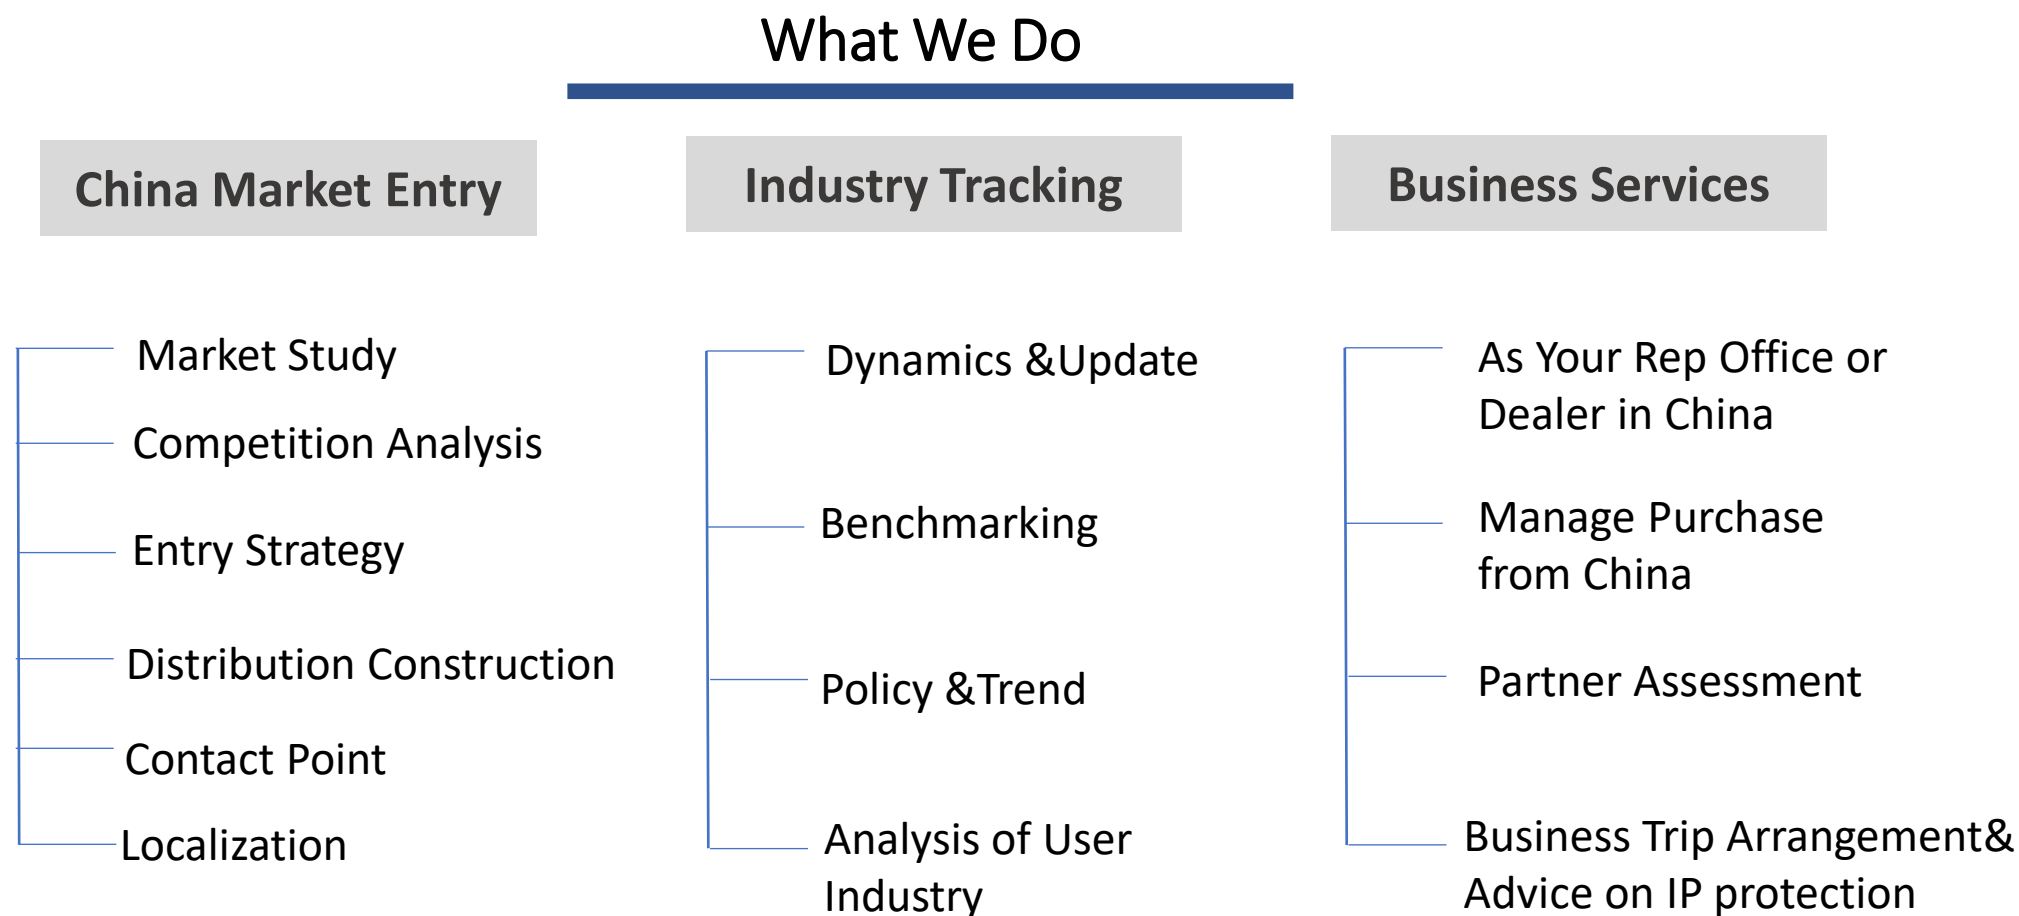 What We Do
China Market Entry
Market Study
Competition Analysis
Entry Strategy
Distribution Construction
Contact Point
Localization
Industry Tracking
Dynamics &Update
Benchmarking
Policy &Trend
Analysis of User
Industry
Business Services
As Your Rep Office or
Dealer in China
Manage Purchase
from China
Partner Assessment
Business Trip Arrangement&
Advice on IP protection